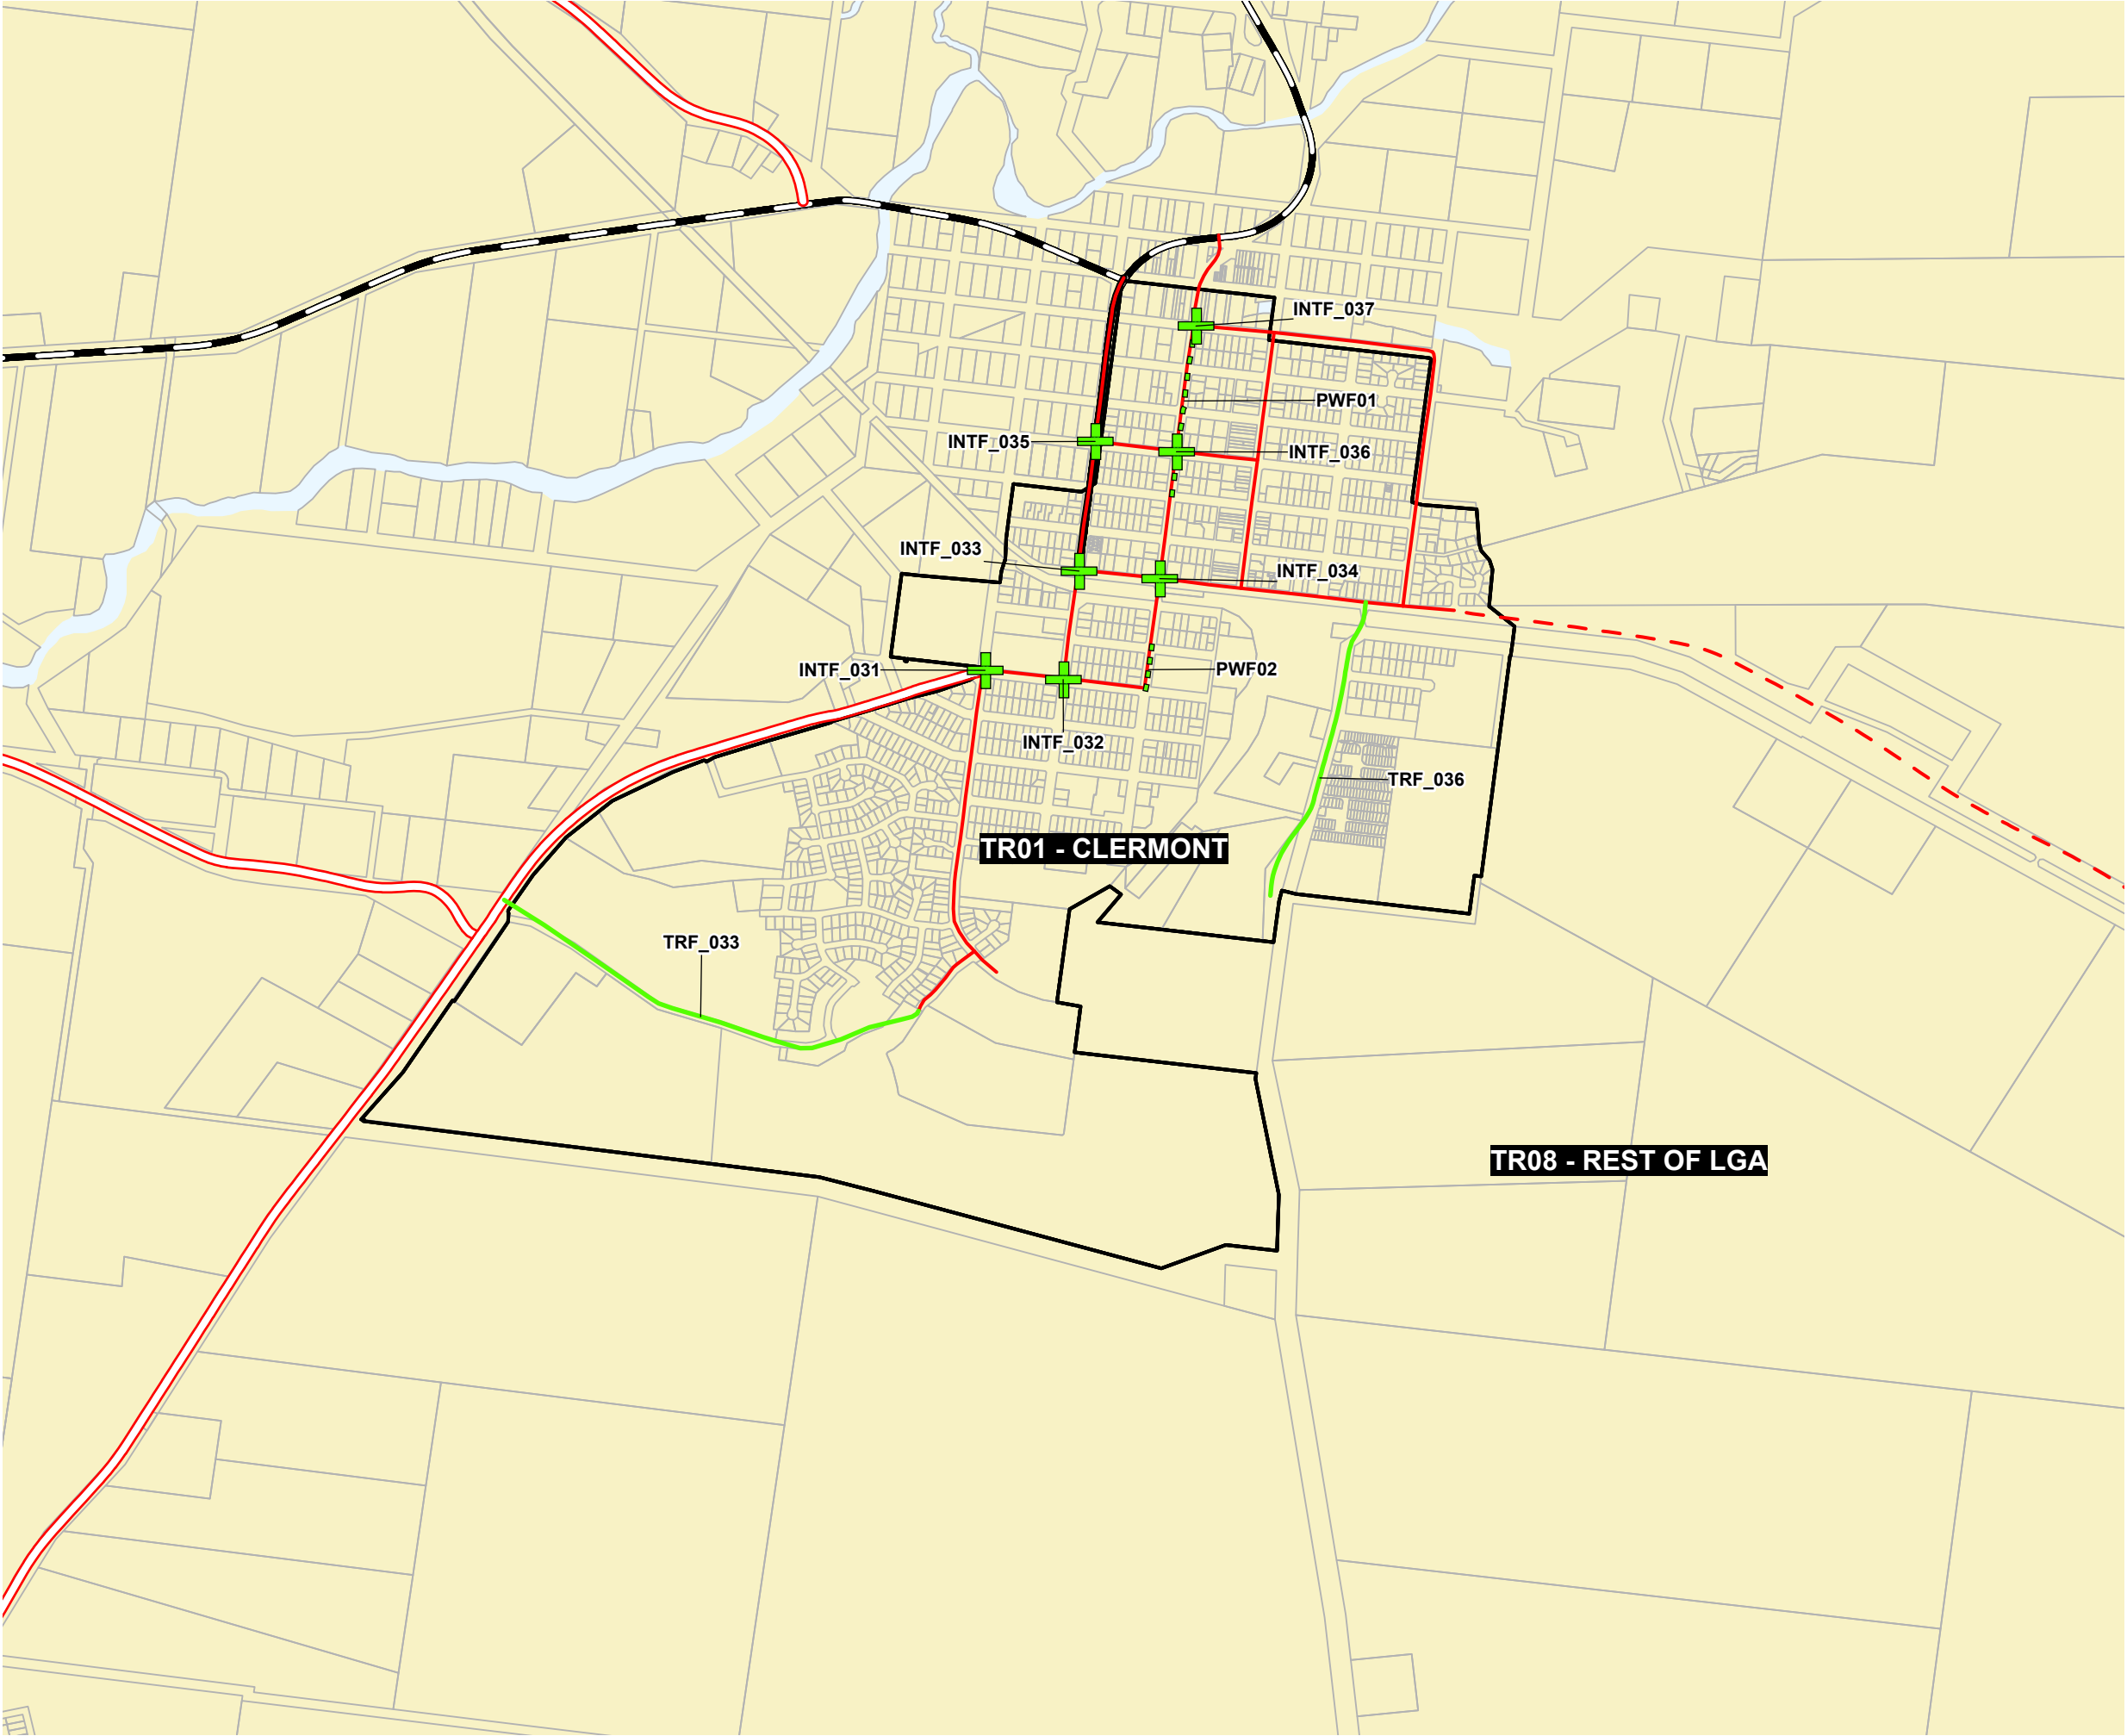 INTF_037
PWF01
INTF_035
INTF_036
INTF_033
INTF_034
INTF_031
PWF02
INTF_032
TRF_036
TR01 - CLERMONT
TRF_033
TR08 - REST OF LGA